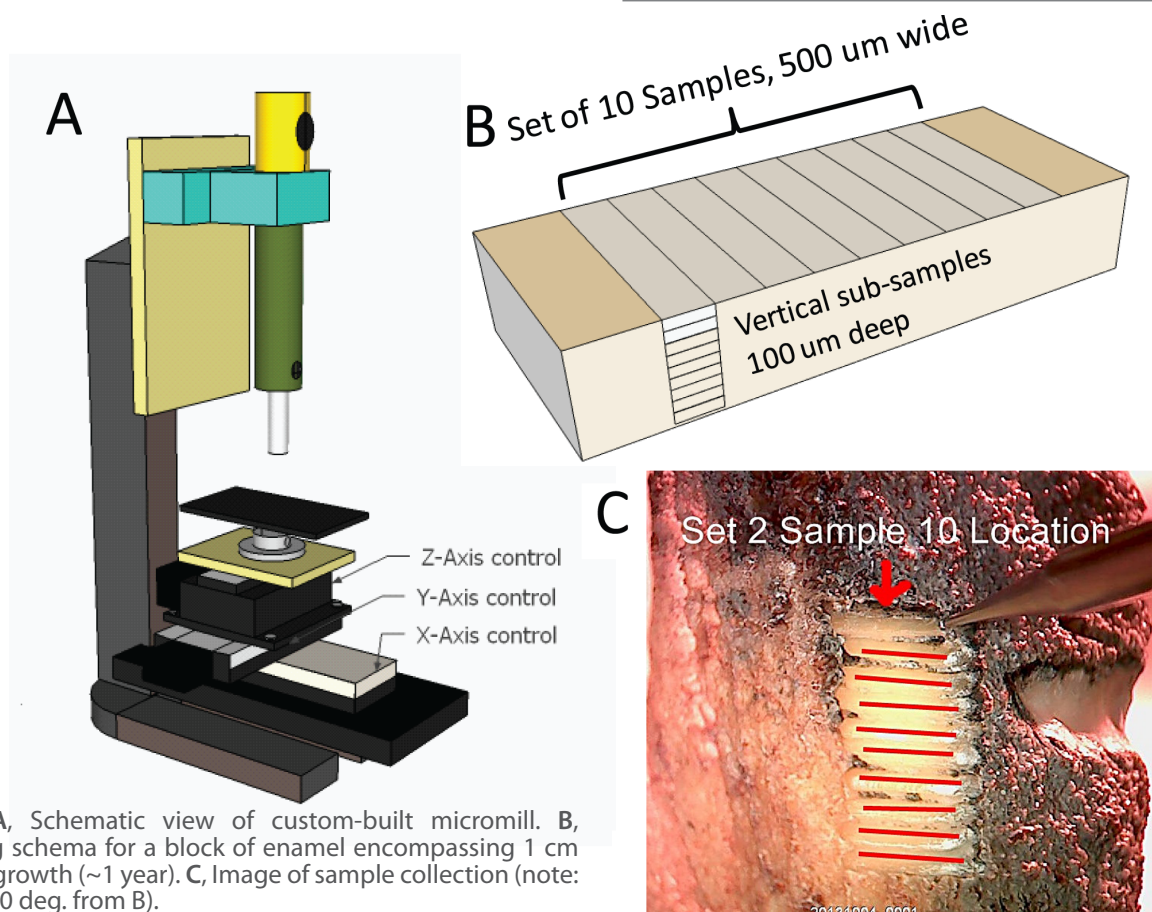 A
B Set of 10 Samples, 500 um wide
Vertical sub-samples
100 um deep
C
Set 2 Sample 10 Location
Z-Axis control
Y-Axis control
X-Axis control
A, Schematic view of custom-built micromill. B,
schema for a block of enamel encompassing 1 cm
growth (~1 year). C, Image of sample collection (note:
0 deg. from B).